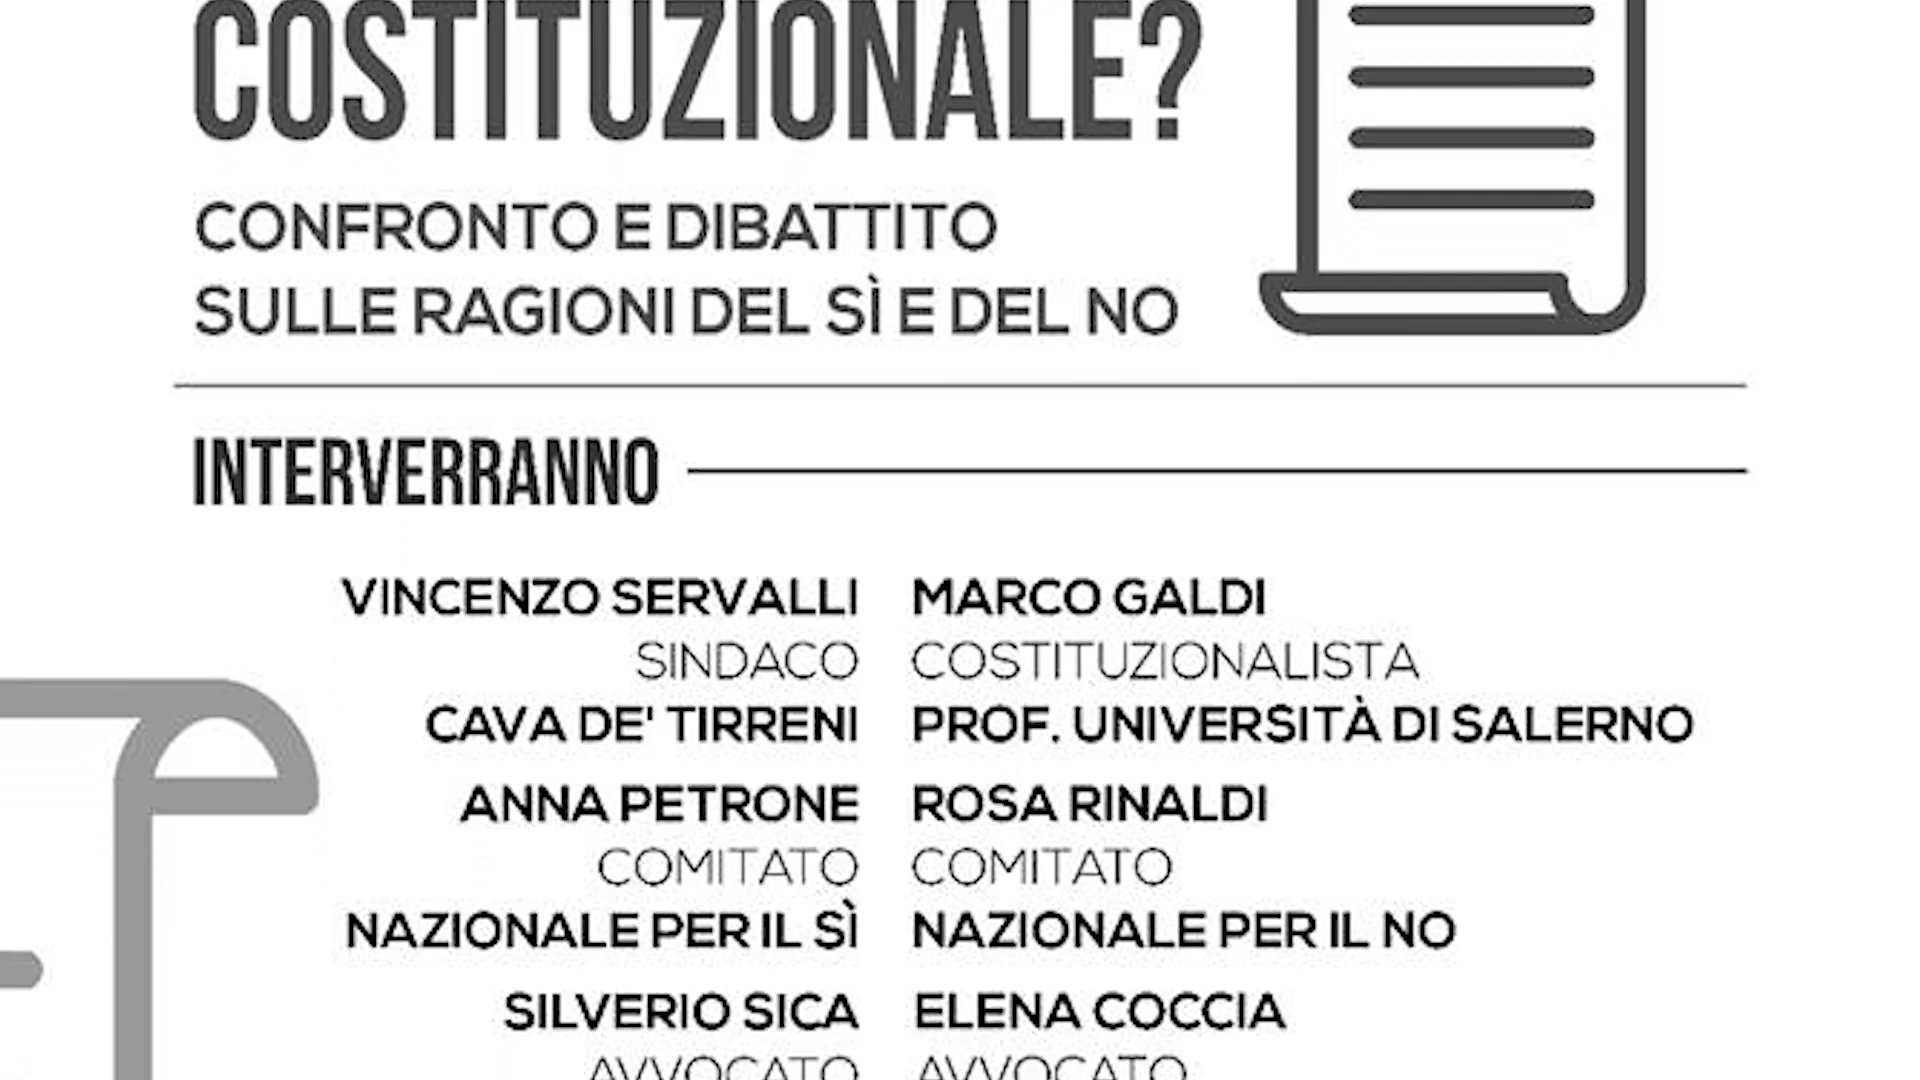 COSTITUZIONALE?
CONFRONTO E DIBATTITO
SULLE RAGIONI DEL SÌ E DEL NO
INTERVERRANNO
VINCENZO SERVALLI
SINDACO
CAVA DE' TIRRENI
MARCO GALDI
COSTITUZIONALISTA
PROF. UNIVERSITÀ DI SALERNO
ANNA PETRONE
COMITATO
NAZIONALE PER IL SÌ
ROSA RINALDI
COMITATO
NAZIONALE PER IL NO
SILVERIO SICA
AVVOCATO
ELENA COCCIA
AVVOCATO